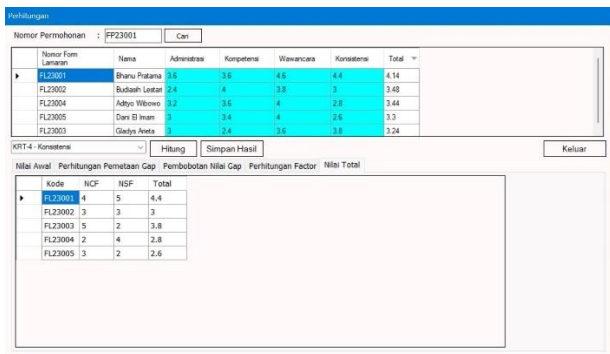 Perhitungan
Nomor Permohonan : FP23001 Cari
Nomor Form Lamaran Nama Administrasi Kompetensi Wawancara Konsistensi Total
FL23001 Bhanu Pratama 3.6 3.6 4.6 4.4 4.14
FL23002 Budiasih Lestari 2.4 4 3.8 3 3.48
FL23004 Adityo Wibowo 3.2 3.6 4 2.8 3.44
FL23005 Dani El Imam 3 3.4 4 2.6 3.3
FL23003 Gladys Aneta 3 2.4 3.6 3.8 3.24
KRT-4 - Konsistensi Hitung Simpan Hasil Keluar
Nilai Awal Perhitungan Pemetaan Gap Pembobotan Nilai Gap Perhitungan Factor Nilai Total
Kode NCF NSF Total
FL23001 4 5 4.4
FL23002 3 3 3
FL23003 5 2 3.8
FL23004 2 4 2.8
FL23005 3 2 2.6